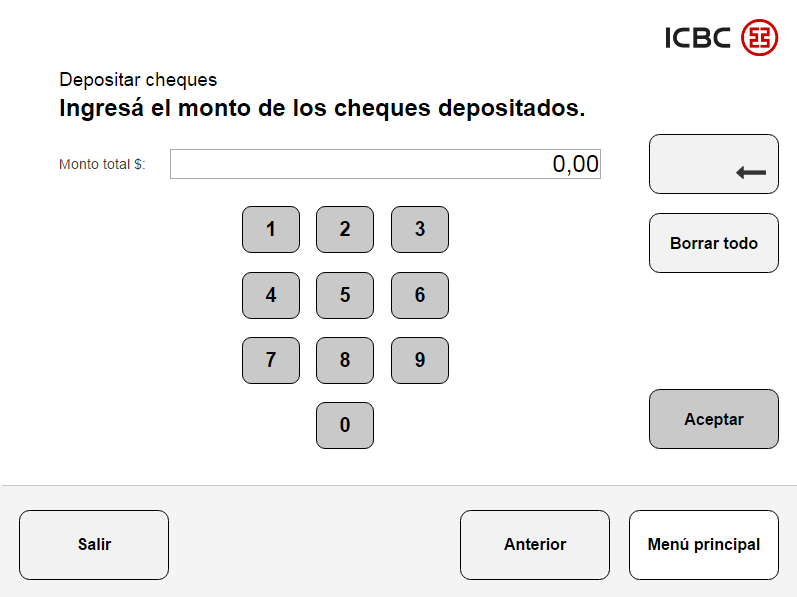 ICBC
Depositar cheques
Ingresá el monto de los cheques depositados.
Monto total $: 0,00
Borrar todo
1 2 3
4 5 6
7 8 9
0
Aceptar
Salir Anterior Menú principal